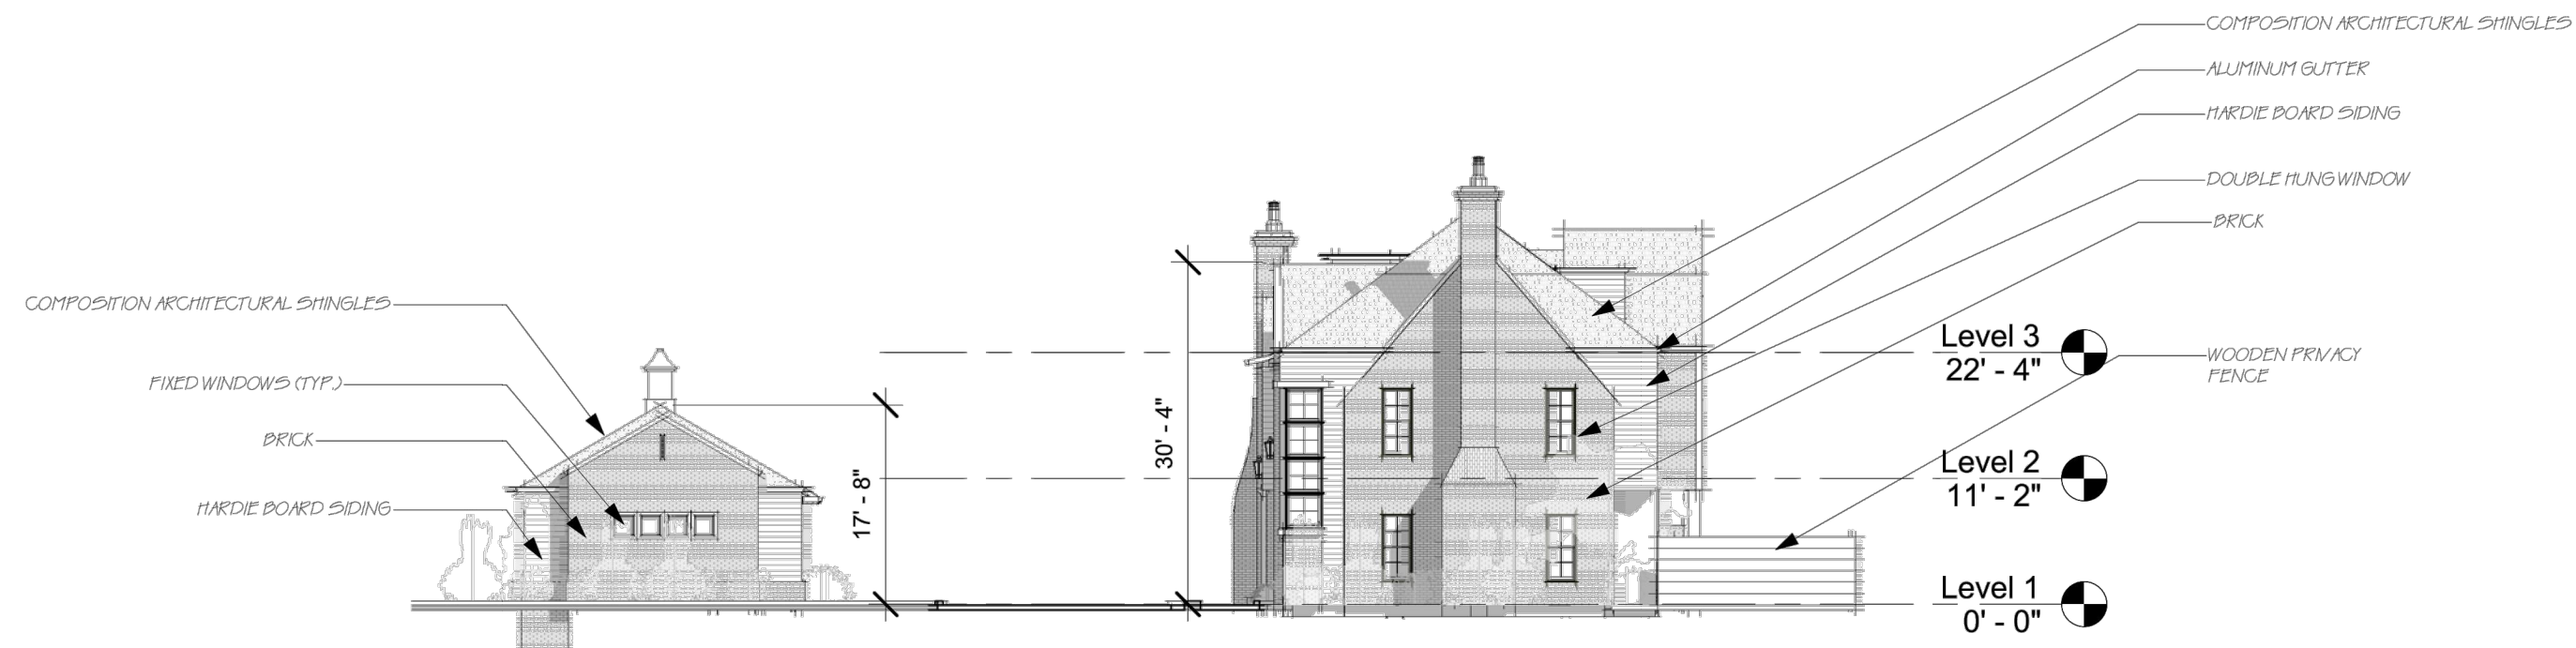 COMPOSITION ARCHITECTURAL SHINGLES
ALUMINUM GUTTER
HARDIE BOARD SIDING
DOUBLE HUNG WINDOW
BRICK
COMPOSITION ARCHITECTURAL SHINGLES
FIXED WINDOWS (TYP.)
BRICK
HARDIE BOARD SIDING
17' - 8"
30' - 4"
Level 3
22' - 4"
WOODEN PRIVACY
FENCE
Level 2
11' - 2"
Level 1
0' - 0"